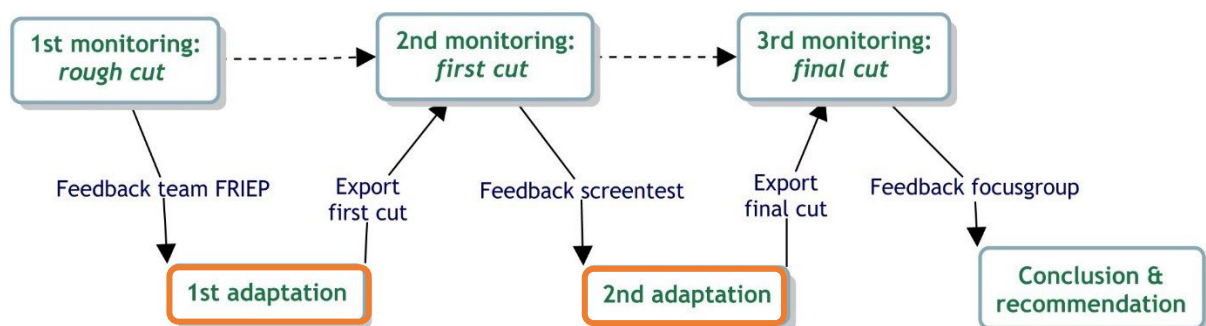 1st monitoring:
rough cut
2nd monitoring:
first cut
3rd monitoring:
final cut
Feedback team FRIEP
Export
first cut
Feedback screentest
Export
final cut
Feedback focusgroup
1st adaptation
2nd adaptation
Conclusion &
recommendation